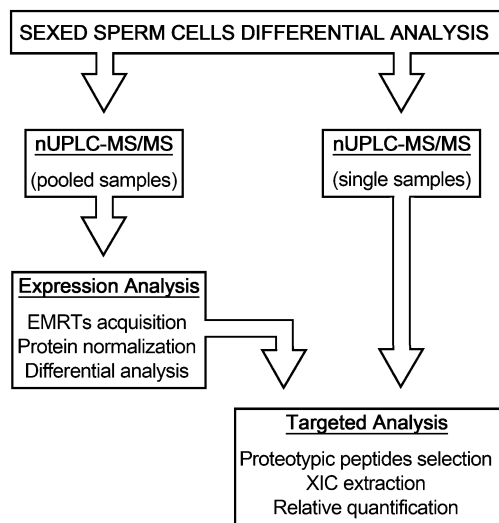 SEXED SPERM CELLS DIFFERENTIAL ANALYSIS
nUPLC-MS/MS
(pooled samples)
nUPLC-MS/MS
(single samples)
Expression Analysis
EMRTs acquisition
Protein normalization
Differential analysis
Targeted Analysis
Proteotypic peptides selection
XIC extraction
Relative quantification